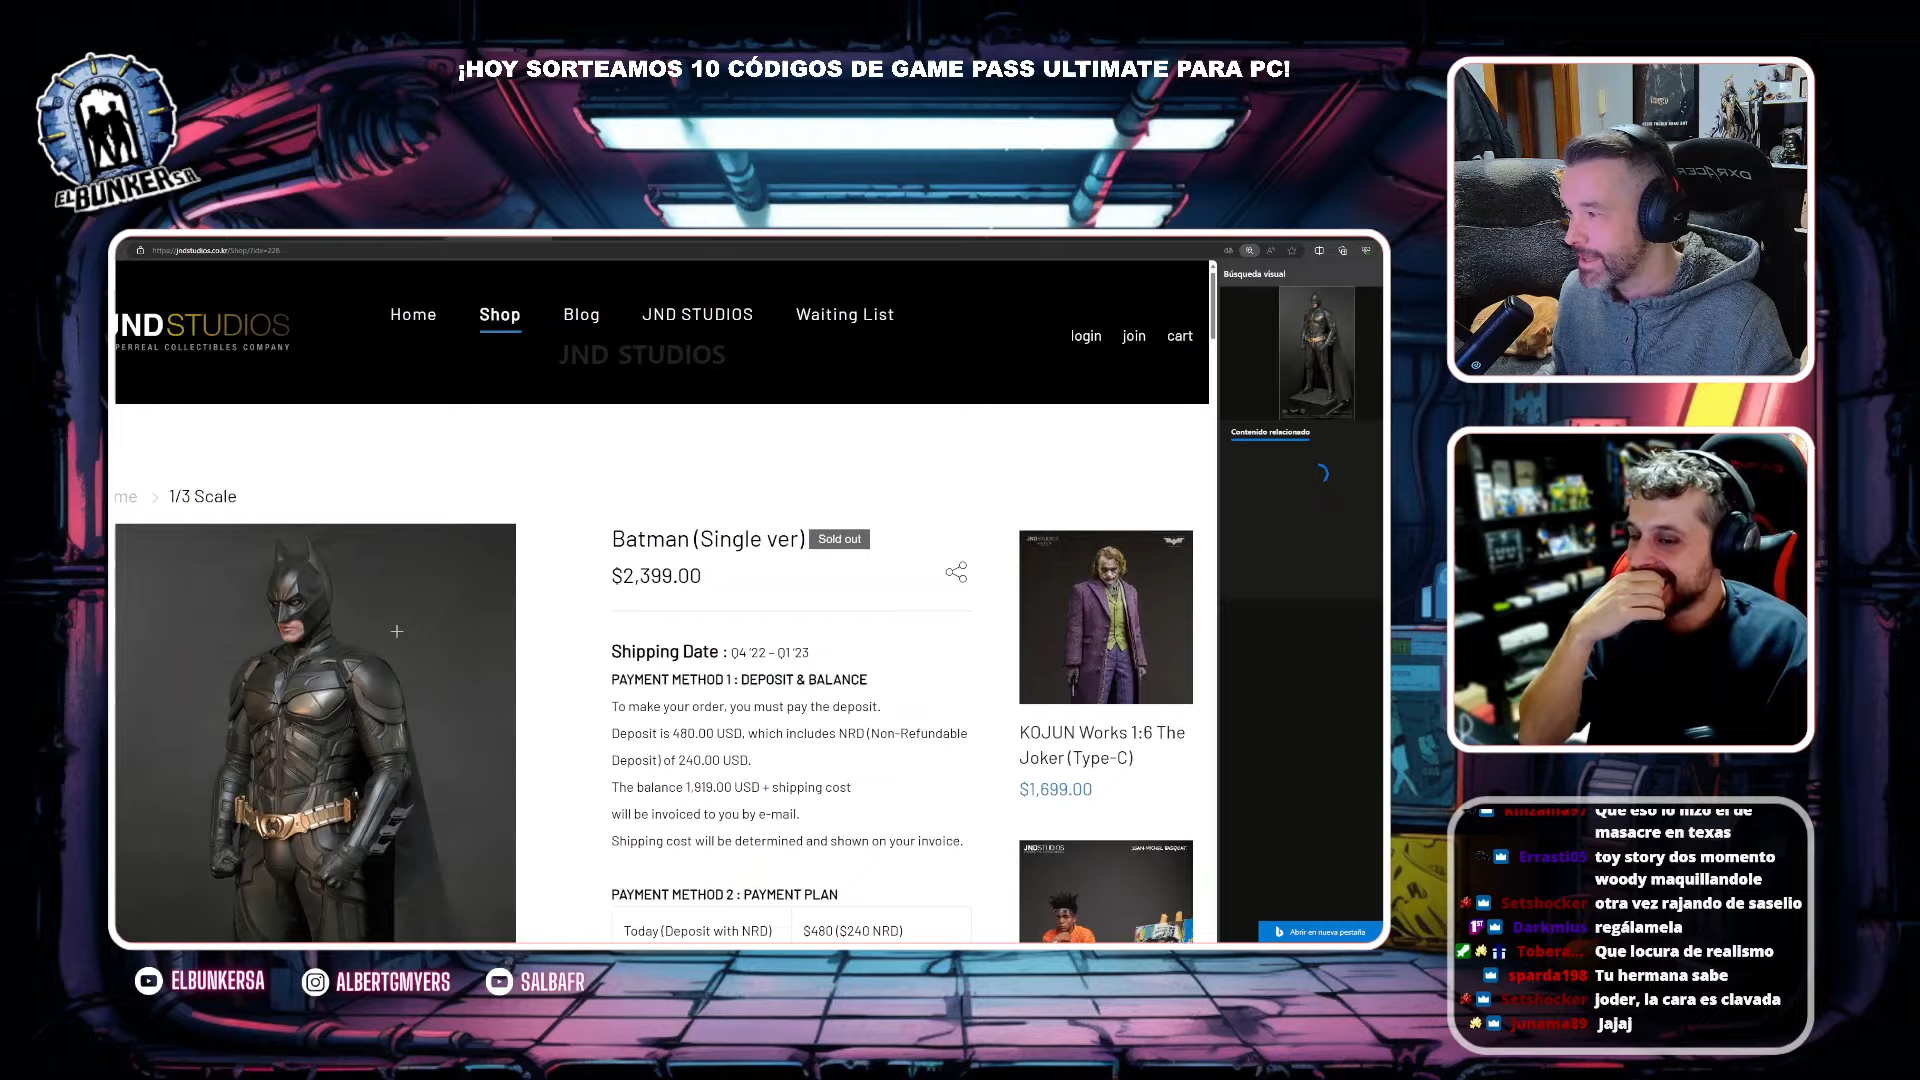 ¡HOY SORTEAMOS 10 CÓDIGOS DE GAME PASS ULTIMATE PARA PC!
EL BUNKER S.A.
https://jndstudios.co.kr/Shop/?idx=228
JND STUDIOS
PERREAL COLLECTIBLES COMPANY
Home
Shop
Blog
JND STUDIOS
Waiting List
JND STUDIOS
login
join
cart
me > 1/3 Scale
Batman (Single ver) Sold out
$2,399.00
Shipping Date : Q4 '22 – Q1 '23
PAYMENT METHOD 1 : DEPOSIT & BALANCE
To make your order, you must pay the deposit.
Deposit is 480.00 USD, which includes NRD (Non-Refundable
Deposit) of 240.00 USD.
The balance 1,919.00 USD + shipping cost
will be invoiced to you by e-mail.
Shipping cost will be determined and shown on your invoice.
PAYMENT METHOD 2 : PAYMENT PLAN
Today (Deposit with NRD) $480 ($240 NRD)
KOJUN Works 1:6 The
Joker (Type-C)
$1,699.00
JND STUDIOS
JEAN-MICHEL BASQUIAT
Búsqueda visual
Contenido relacionado
Abrir en nueva pestaña
DXRACER
Que eso lo hizo el de
masacre en texas
Errasti05 toy story dos momento
woody maquillandole
Setshocker otra vez rajando de saselio
1ST Darkmius regálamela
Tobera... Que locura de realismo
sparda198 Tu hermana sabe
Setshocker joder, la cara es clavada
junama89 Jajaj
ELBUNKERSA
ALBERTGMYERS
SALBAFR